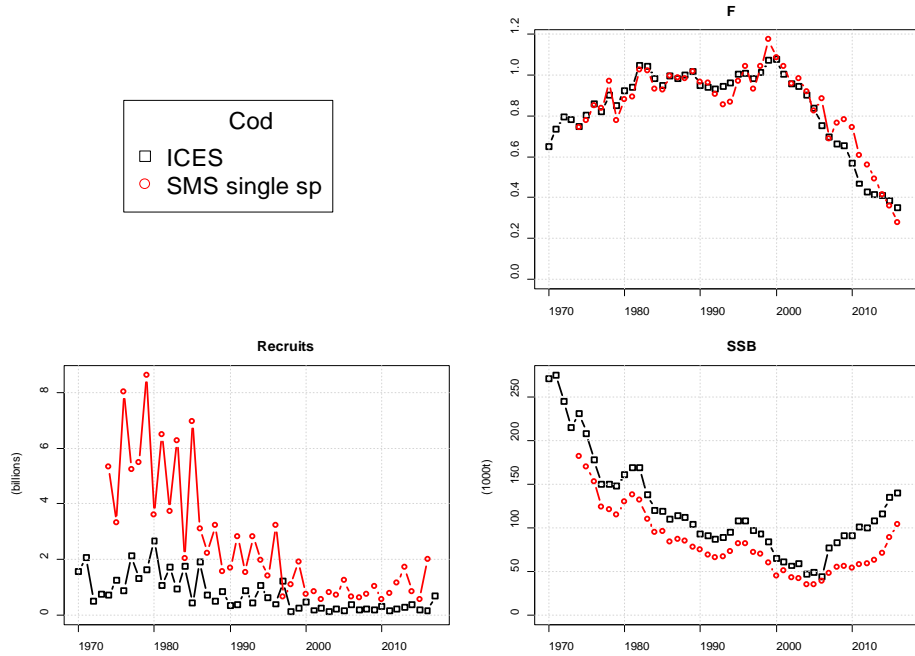 Cod
ICES
SMS single sp
F
0.0 0.2 0.4 0.6 0.8 1.0 1.2
1970 1980 1990 2000 2010
Recruits
(billions)
0 2 4 6 8
1970 1980 1990 2000 2010
SSB
(1000t)
0 50 100 150 200 250
1970 1980 1990 2000 2010